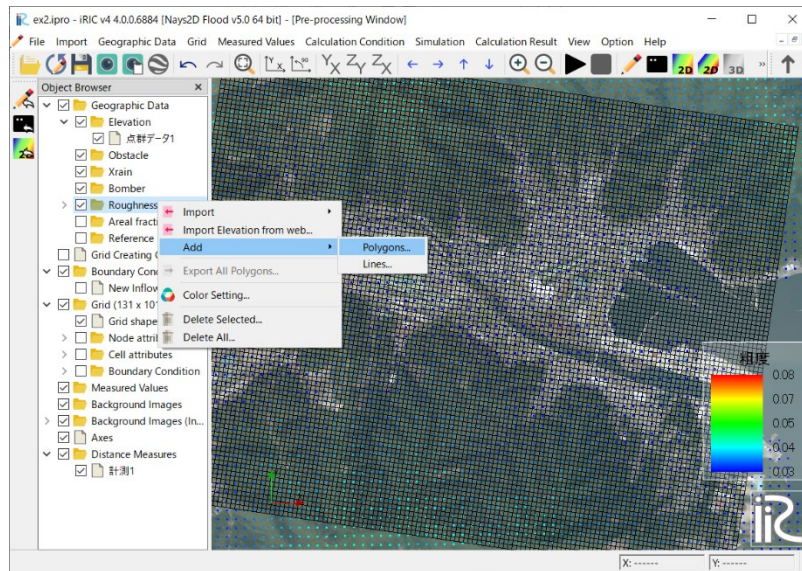 ex2.ipro - iRIC v4 4.0.0.6884 [Nays2D Flood v5.0 64 bit] - [Pre-processing Window]
File Import Geographic Data Grid Measured Values Calculation Condition Simulation Calculation Result View Option Help
2D 2D 3D »
Object Browser ×
Geographic Data
Elevation
点群データ1
Obstacle
Xrain
Bomber
Roughness
Import
Import Elevation from web...
Areal fracti
Reference
Add
Polygons...
Grid Creating
Lines...
Boundary Con
Export All Polygons...
New Inflow
Color Setting...
Grid (131 x 10
Grid shape
Delete Selected...
Node attri
Delete All...
Cell attributes
Boundary Condition
Measured Values
Background Images
Background Images (In...
Axes
Distance Measures
計測1
粗度
0.08
0.07
0.05
0.04
0.03
iRIC
X: ------
Y: ------